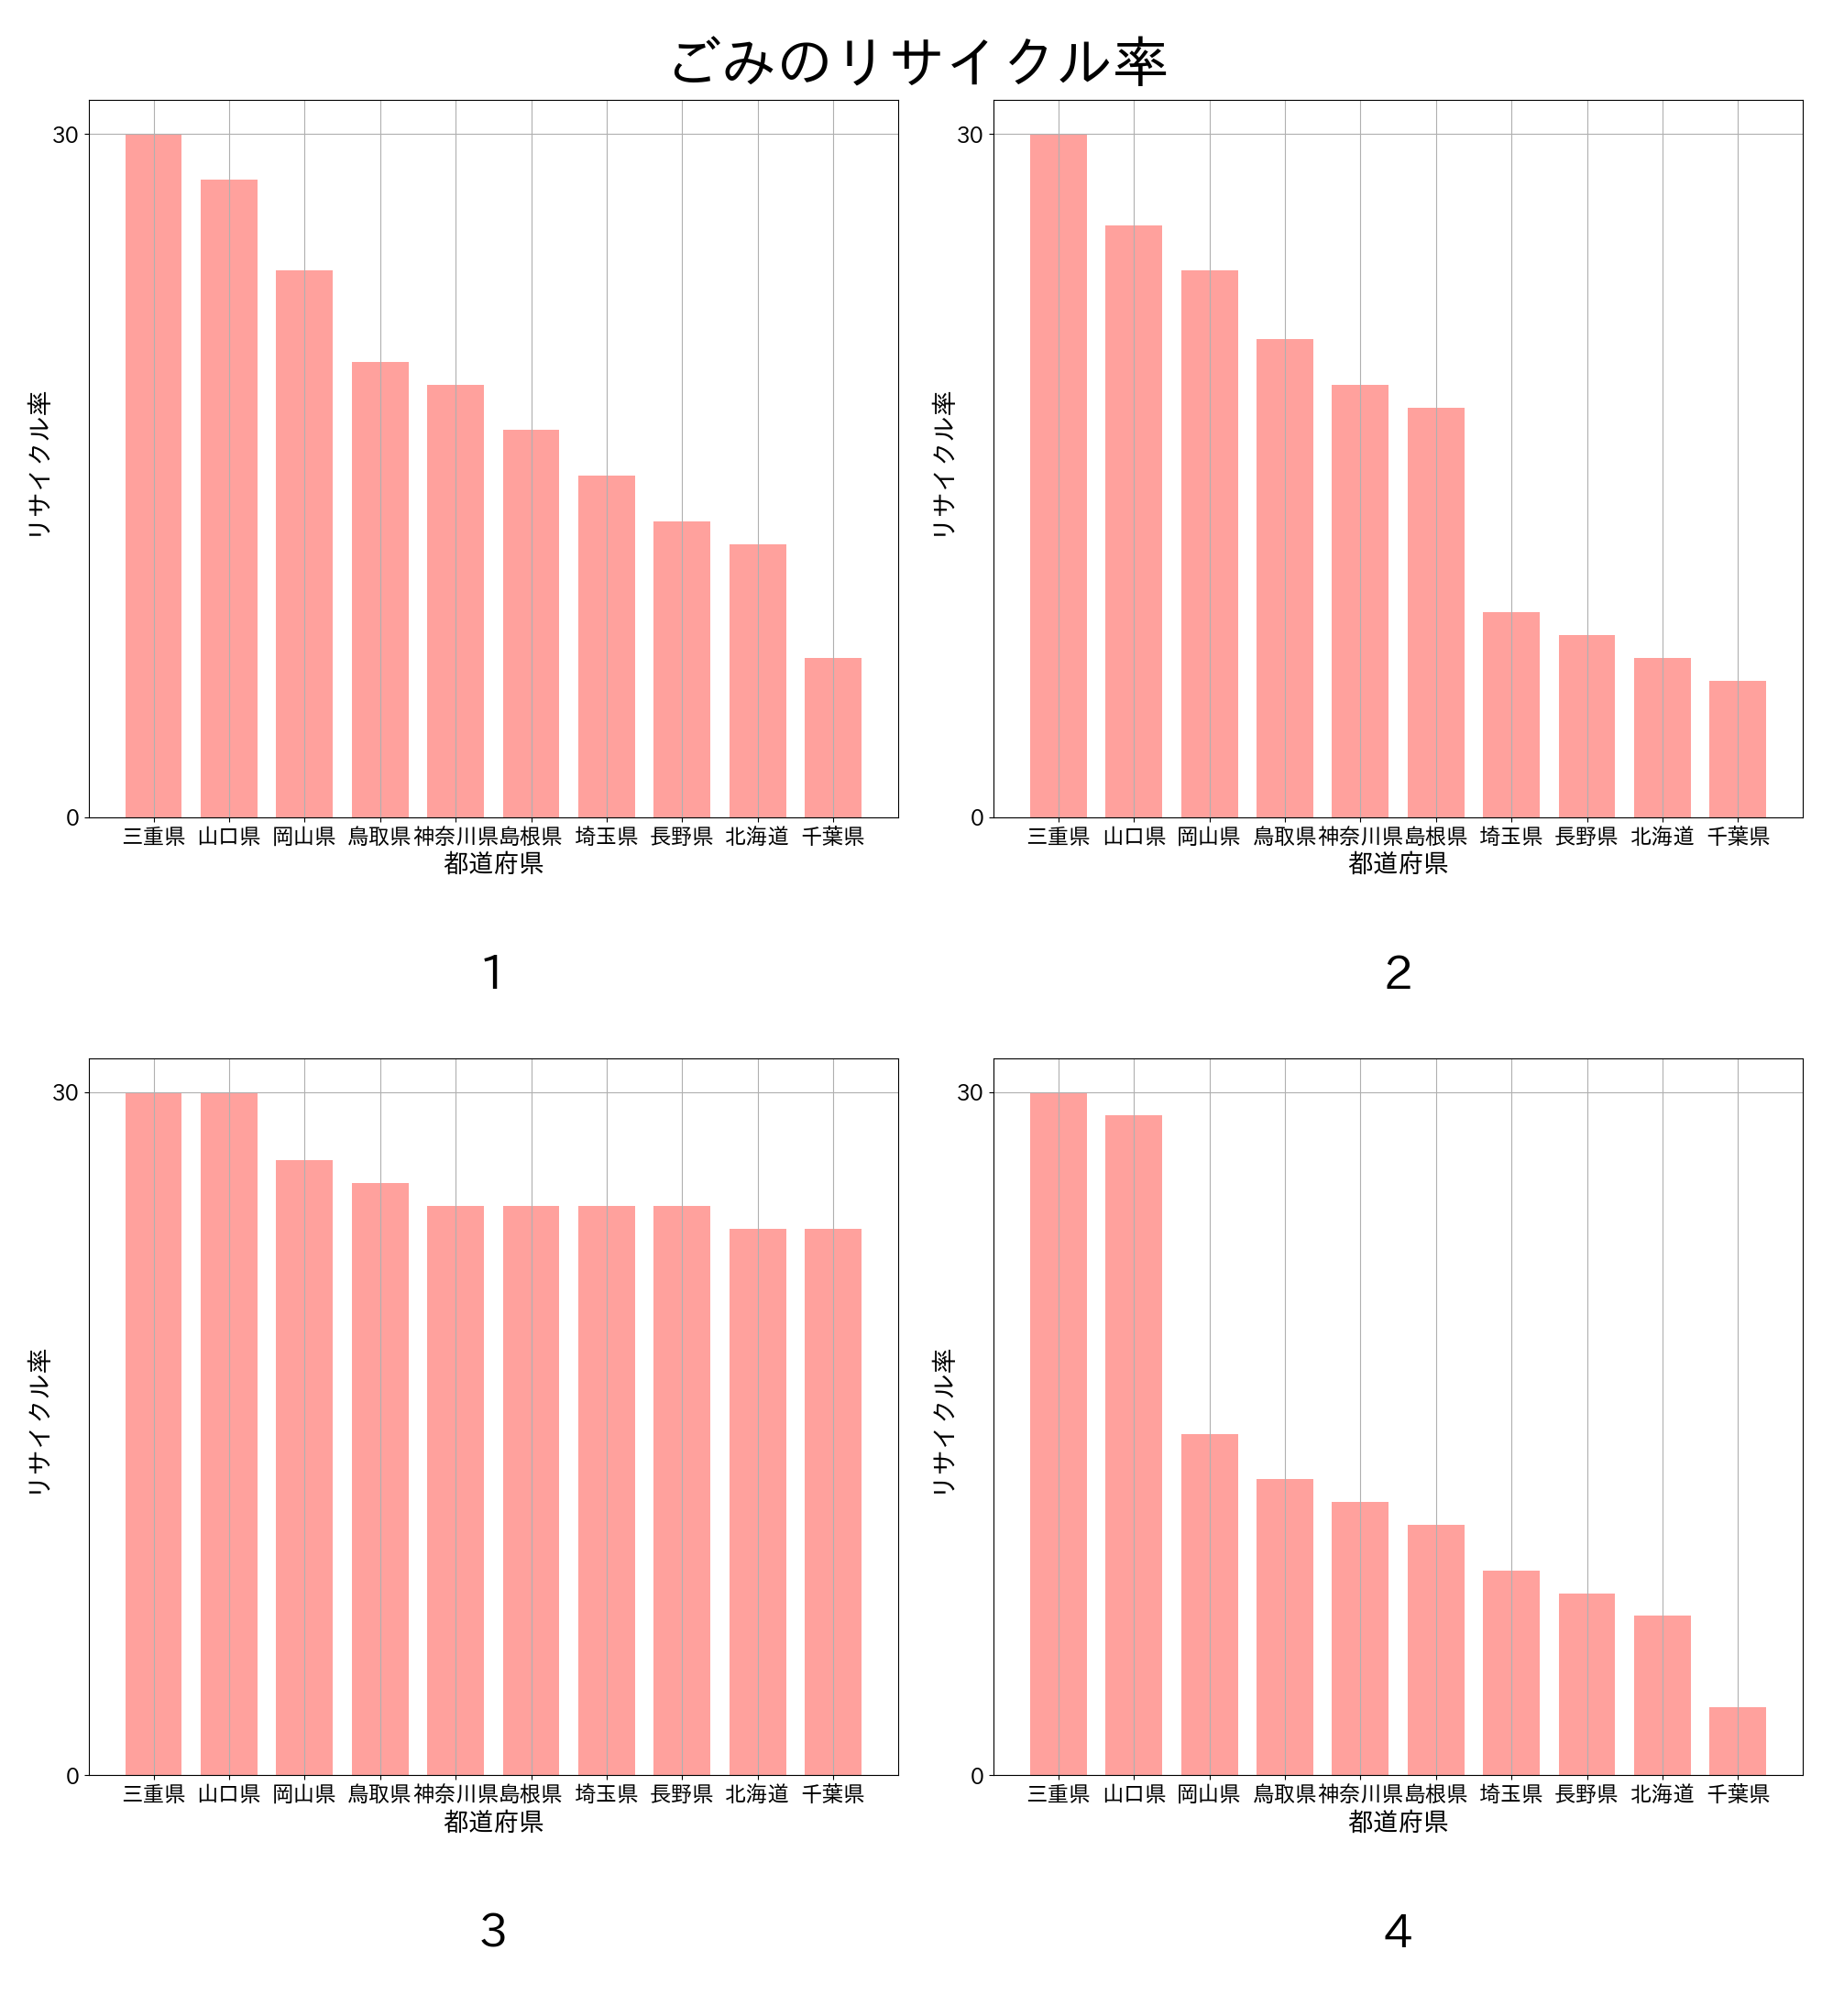 ごみのリサイクル率
30
0
リサイクル率
三重県 山口県 岡山県 鳥取県 神奈川県 島根県 埼玉県 長野県 北海道 千葉県
都道府県
1
30
0
リサイクル率
三重県 山口県 岡山県 鳥取県 神奈川県 島根県 埼玉県 長野県 北海道 千葉県
都道府県
2
30
0
リサイクル率
三重県 山口県 岡山県 鳥取県 神奈川県 島根県 埼玉県 長野県 北海道 千葉県
都道府県
3
30
0
リサイクル率
三重県 山口県 岡山県 鳥取県 神奈川県 島根県 埼玉県 長野県 北海道 千葉県
都道府県
4